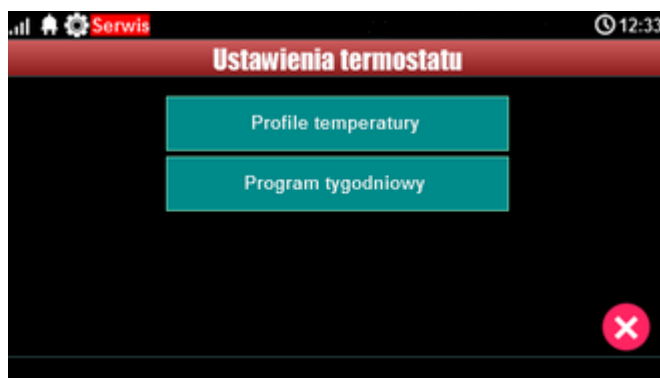 Serwis 12:33
Ustawienia termostatu
Profile temperatury
Program tygodniowy